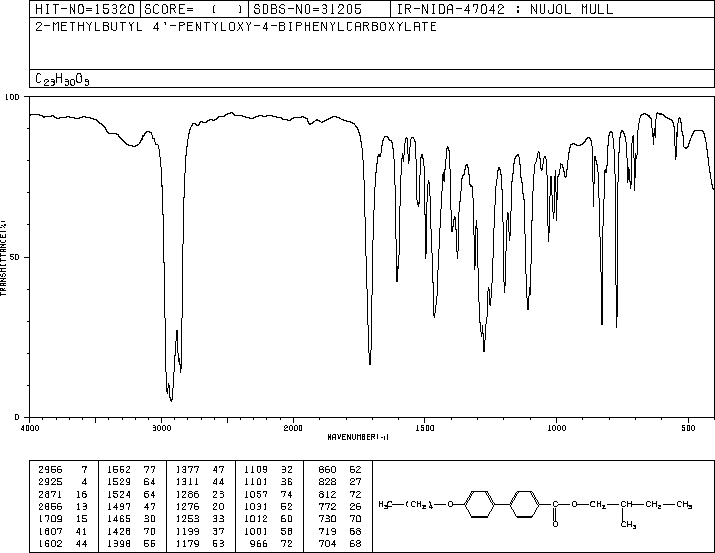 HIT-NO=15320 SCORE= ( ) SDBS-NO=31205 IR-NIDA-47042 : NUJOL MULL
2-METHYLBUTYL 4'-PENTYLOXY-4-BIPHENYLCARBOXYLATE
C23H30O3
100
50
0
TRANSMITTANCE(%)
4000 3000 2000 1500 1000 500
WAVENUMBER(-1)
2956 7 1562 77 1377 47 1109 32 860 62
2925 4 1529 64 1311 44 1101 36 828 27
2871 16 1524 64 1286 23 1057 74 812 72
2856 13 1497 47 1276 20 1031 52 772 26
1709 15 1465 30 1253 33 1012 60 730 70
1607 41 1428 70 1199 37 1001 58 719 68
1602 44 1398 55 1179 53 966 72 704 68
H3C—(CH2)4—O C—O—CH2—CH—CH2—CH3
O CH3